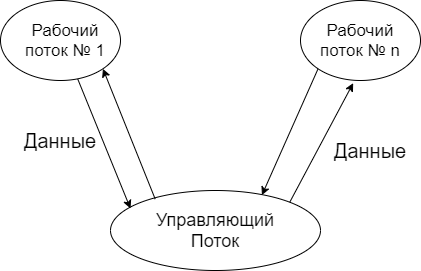 Рабочий
поток № 1
Рабочий
поток № n
Данные
Данные
Управляющий
Поток